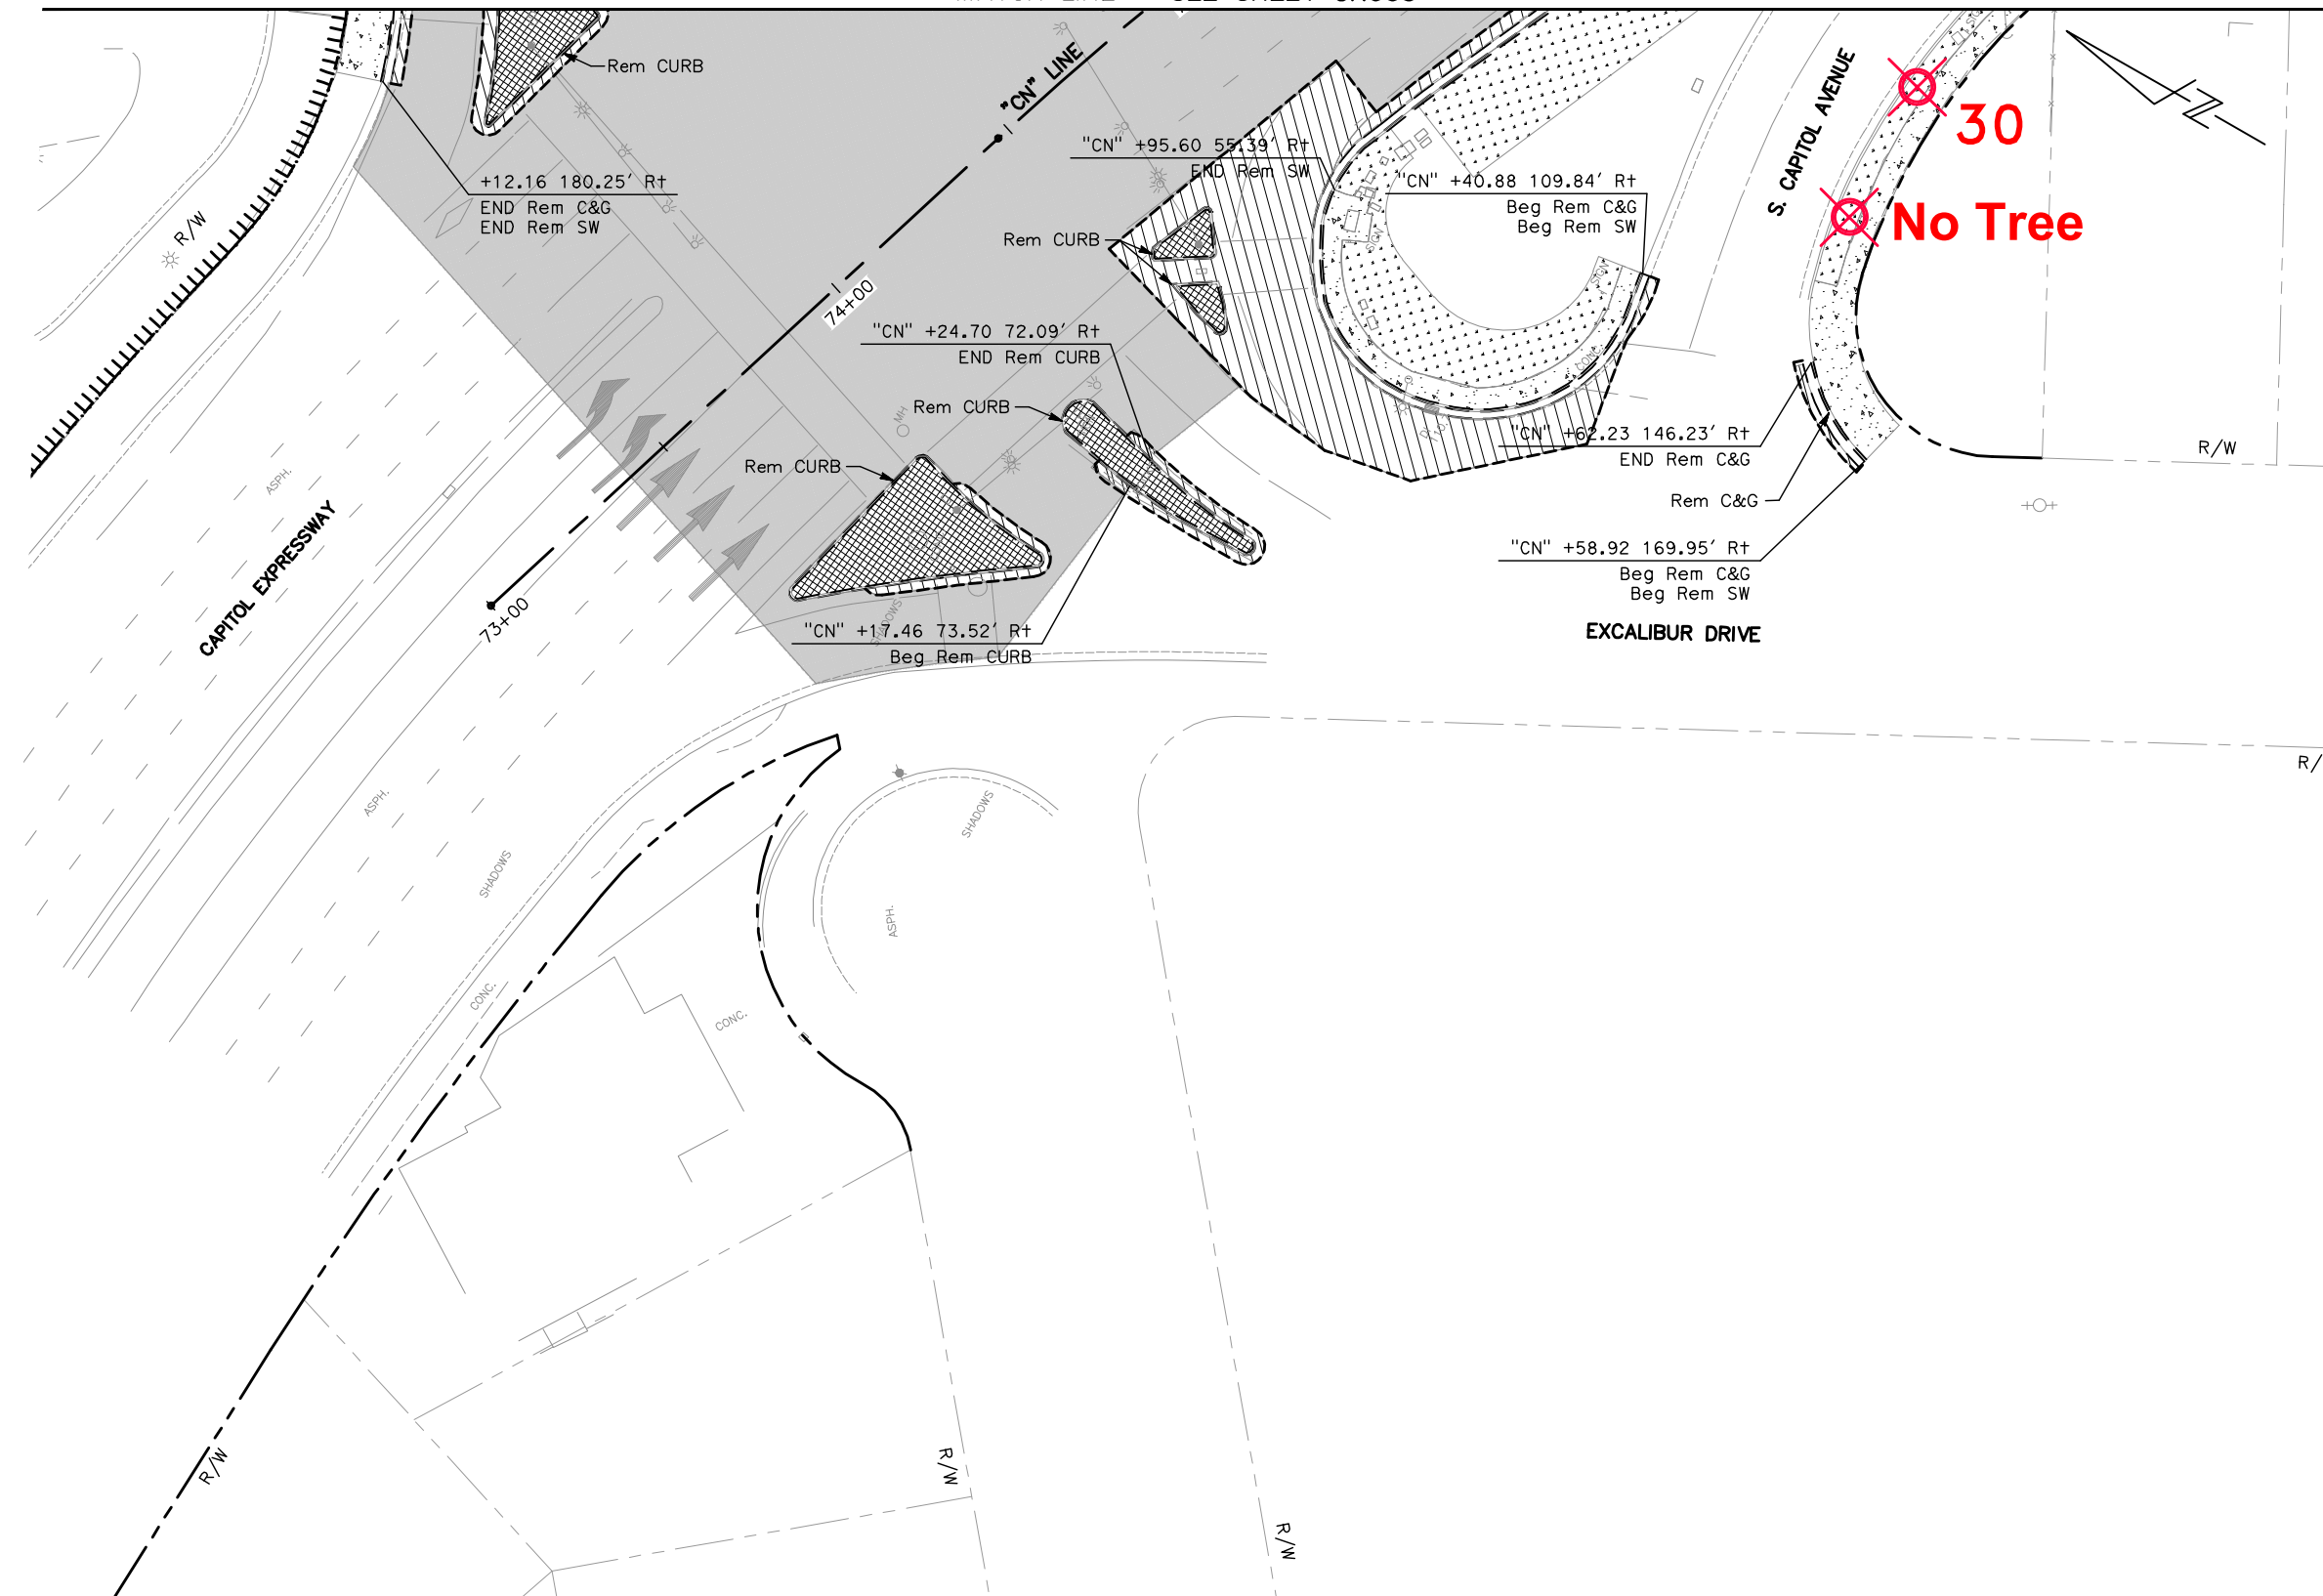 Rem CURB
"CN" LINE
S. CAPITOL AVENUE
30
"CN" +95.60 55.39' Rt
END Rem SW
+12.16 180.25' Rt
END Rem C&G
END Rem SW
"CN" +40.88 109.84' Rt
Beg Rem C&G
Beg Rem SW
No Tree
R/W
Rem CURB
SIGN
SIGN
74+00
"CN" +24.70 72.09' Rt
END Rem CURB
CONC.
Rem CURB
MH
"CN" +62.23 146.23' Rt
END Rem C&G
R/W
Rem CURB
ASPH.
Rem C&G
CAPITOL EXPRESSWAY
"CN" +58.92 169.95' Rt
Beg Rem C&G
Beg Rem SW
73+00
SHADOWS
"CN" +17.46 73.52' Rt
Beg Rem CURB
EXCALIBUR DRIVE
R/
ASPH.
SHADOWS
SHADOWS
ASPH.
CONC.
CONC.
R/W
R/W
R/W